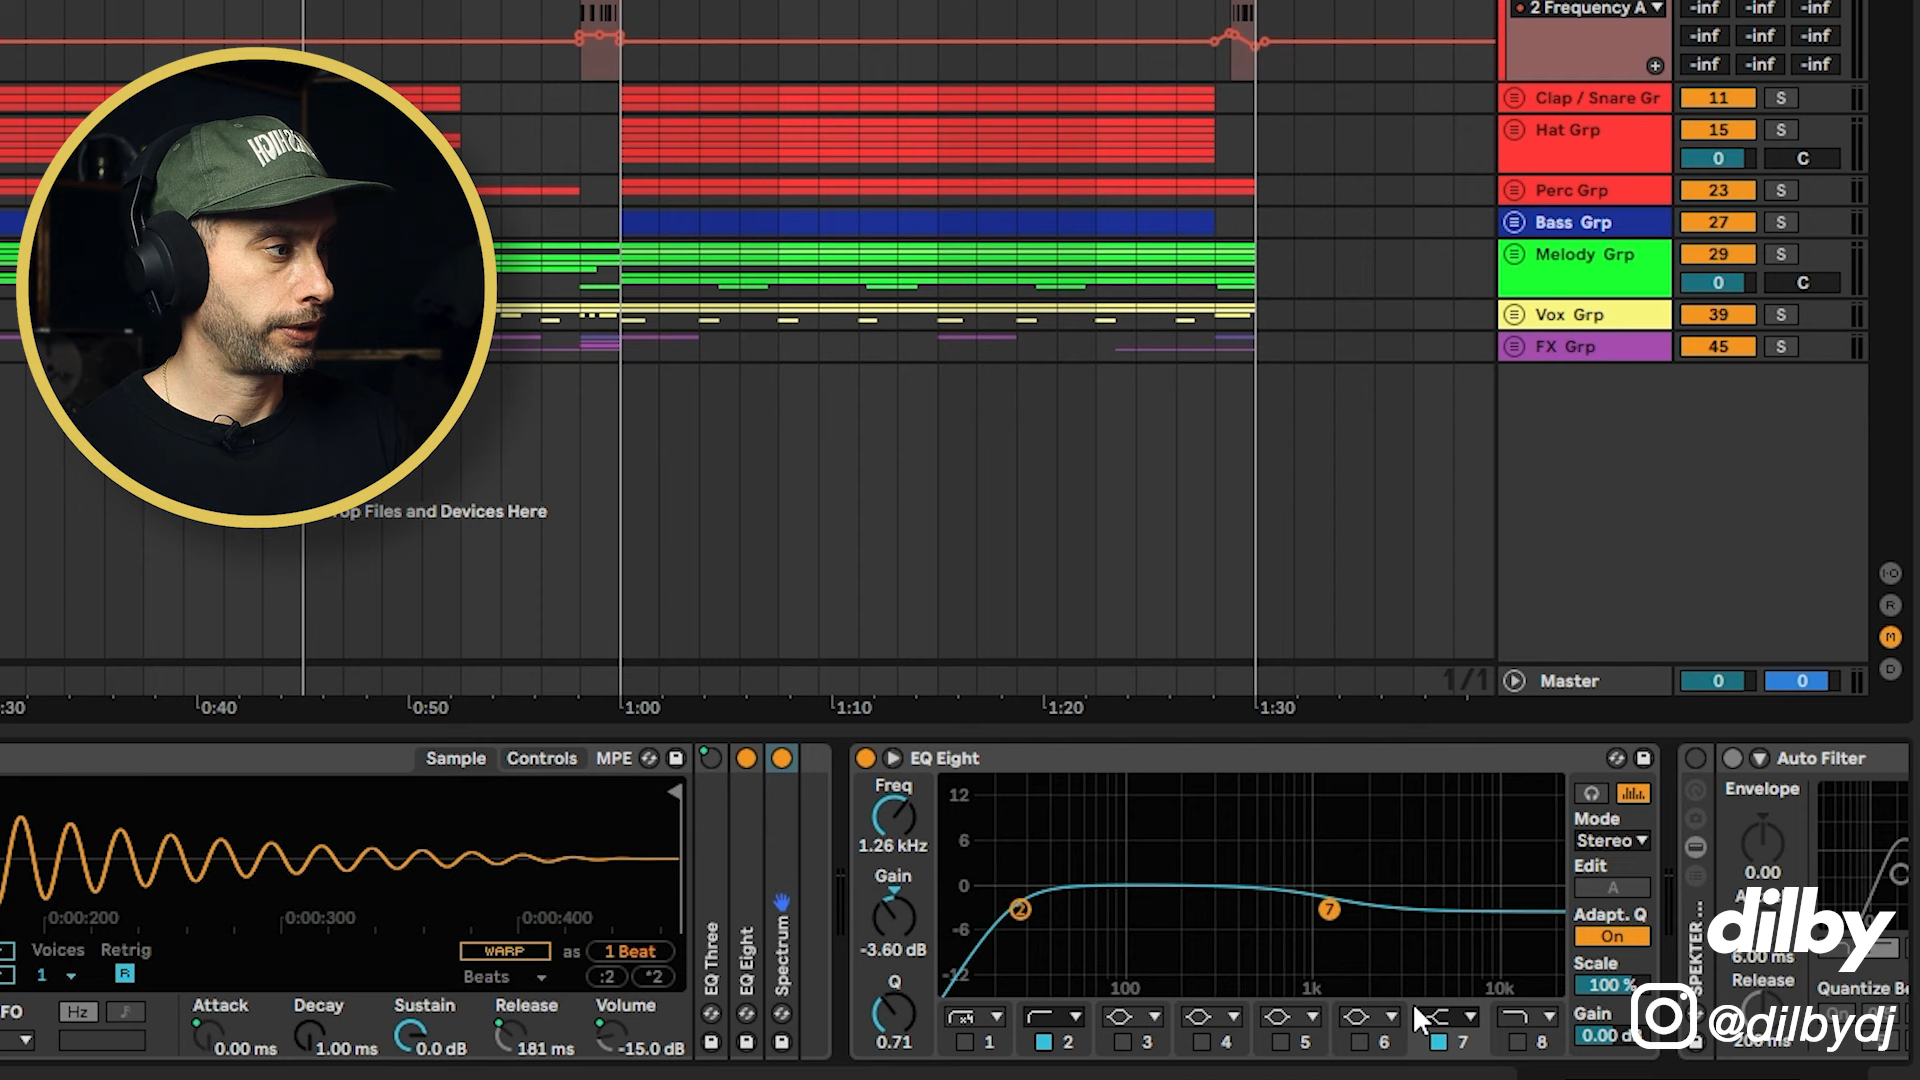 2 Frequency A
-inf -inf -inf
-inf -inf -inf
-inf -inf -inf
Clap / Snare Gr 11 S
Hat Grp 15 S
0 C
Perc Grp 23 S
Bass Grp 27 S
Melody Grp 29 S
0 C
Vox Grp 39 S
FX Grp 45 S
op Files and Devices Here
I·O
R
M
D
1/1
Master 0 0
:30 0:40 0:50 1:00 1:10 1:20 1:30
Sample Controls MPE
0:00:200 0:00:300 0:00:400
Voices Retrig
1 R
WARP as 1 Beat
Beats :2 *2
FO Hz
Attack Decay Sustain Release Volume
0.00 ms 1.00 ms 0.0 dB 181 ms -15.0 dB
EQ Three
EQ Eight
Spectrum
EQ Eight
Freq
1.26 kHz
Gain
-3.60 dB
Q
0.71
12
6
0
-6
-12
2
7
100 1k 10k
x4
1 2 3 4 5 6 7 8
Mode
Stereo
Edit
A
Adapt. Q
On
Scale
100 %
Gain
0.00 d
SPEKTER ...
Auto Filter
Envelope
0.00
6.00 ms
Release
200 ms
Quantize Be
dilby
@dilbydj